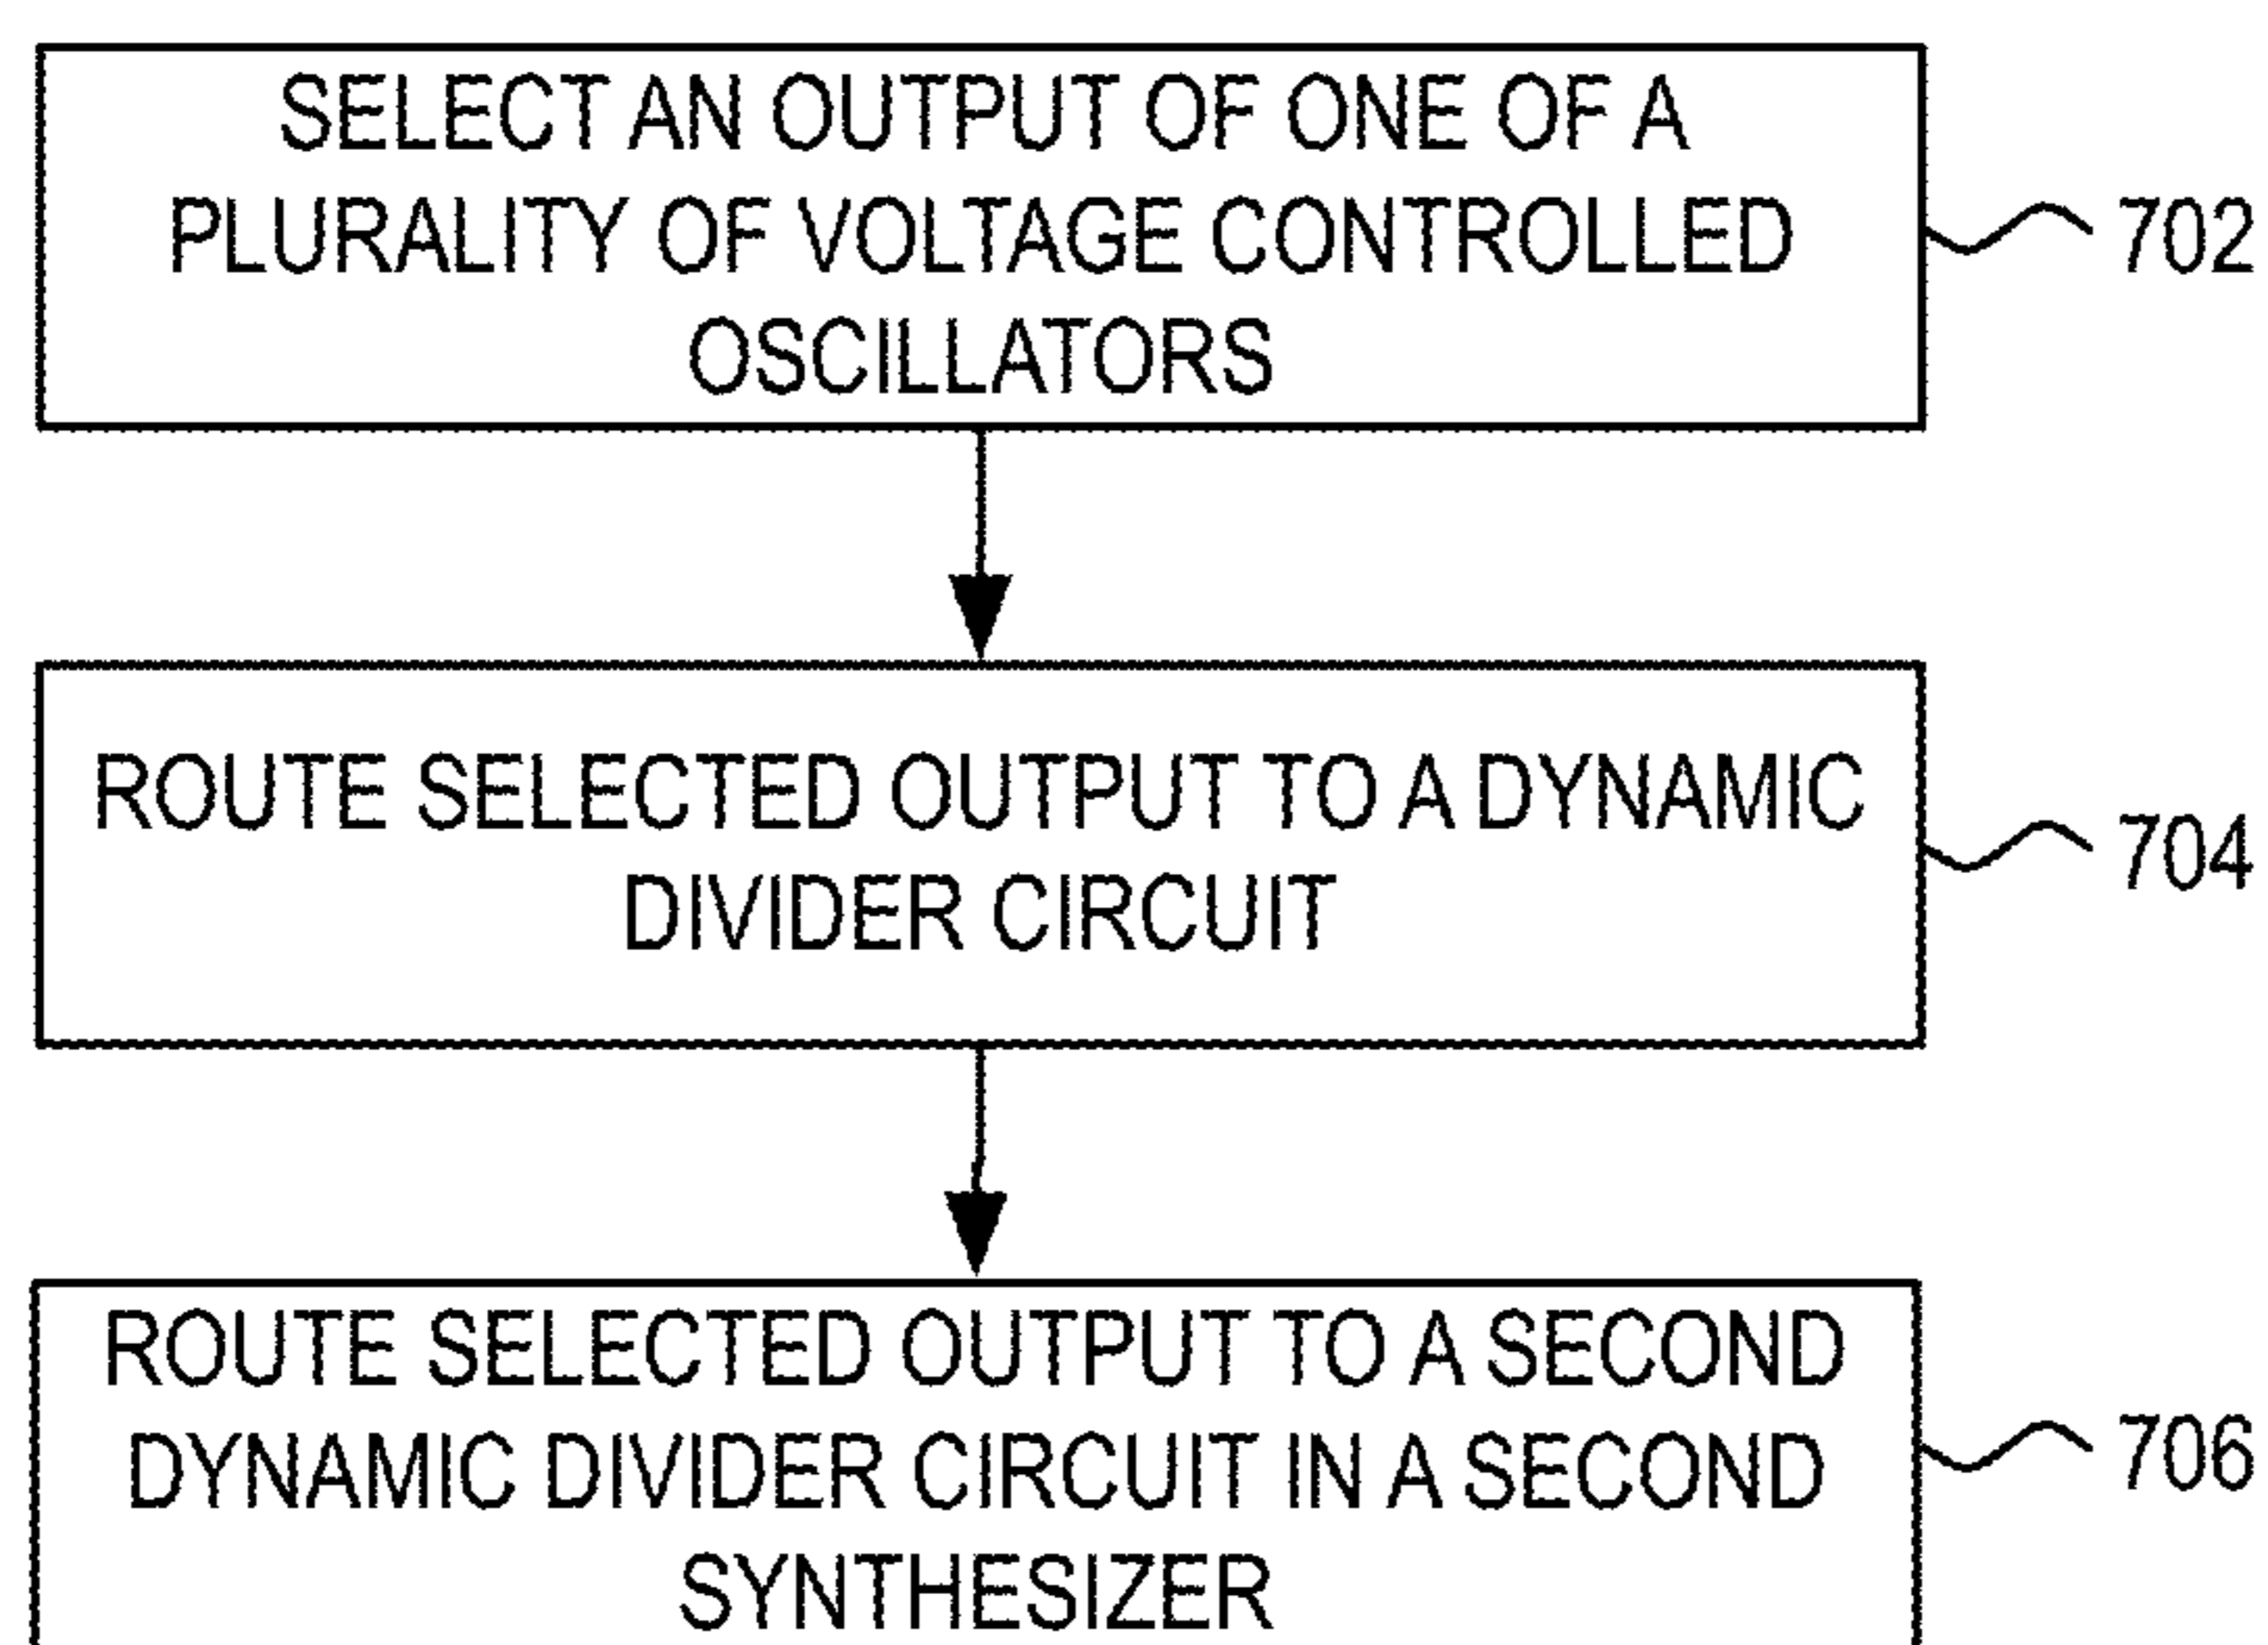 SELECT AN OUTPUT OF ONE OF A
PLURALITY OF VOLTAGE CONTROLLED
OSCILLATORS
702
ROUTE SELECTED OUTPUT TO A DYNAMIC
DIVIDER CIRCUIT
704
ROUTE SELECTED OUTPUT TO A SECOND
DYNAMIC DIVIDER CIRCUIT IN A SECOND
SYNTHESIZER
706